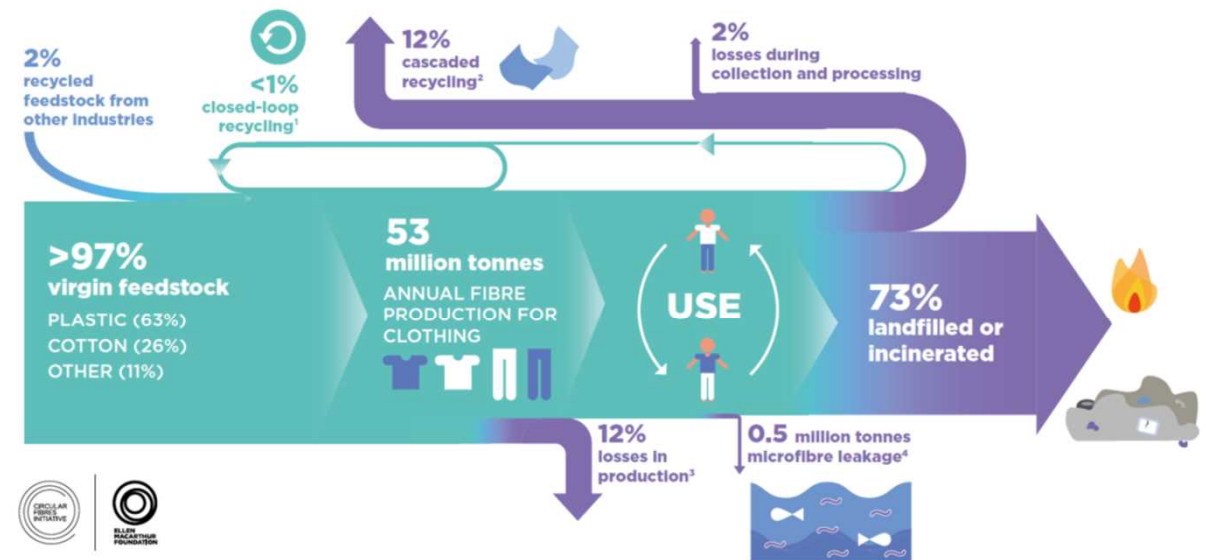 2%
recycled
feedstock from
other industries
<1%
closed-loop
recycling¹
12%
cascaded
recycling²
2%
losses during
collection and processing
>97%
virgin feedstock
PLASTIC (63%)
COTTON (26%)
OTHER (11%)
53
million tonnes
ANNUAL FIBRE
PRODUCTION FOR
CLOTHING
USE
73%
landfilled or
incinerated
12%
losses in
production³
0.5 million tonnes
microfibre leakage⁴
CIRCULAR
FIBRES
INITIATIVE
ELLEN
MACARTHUR
FOUNDATION